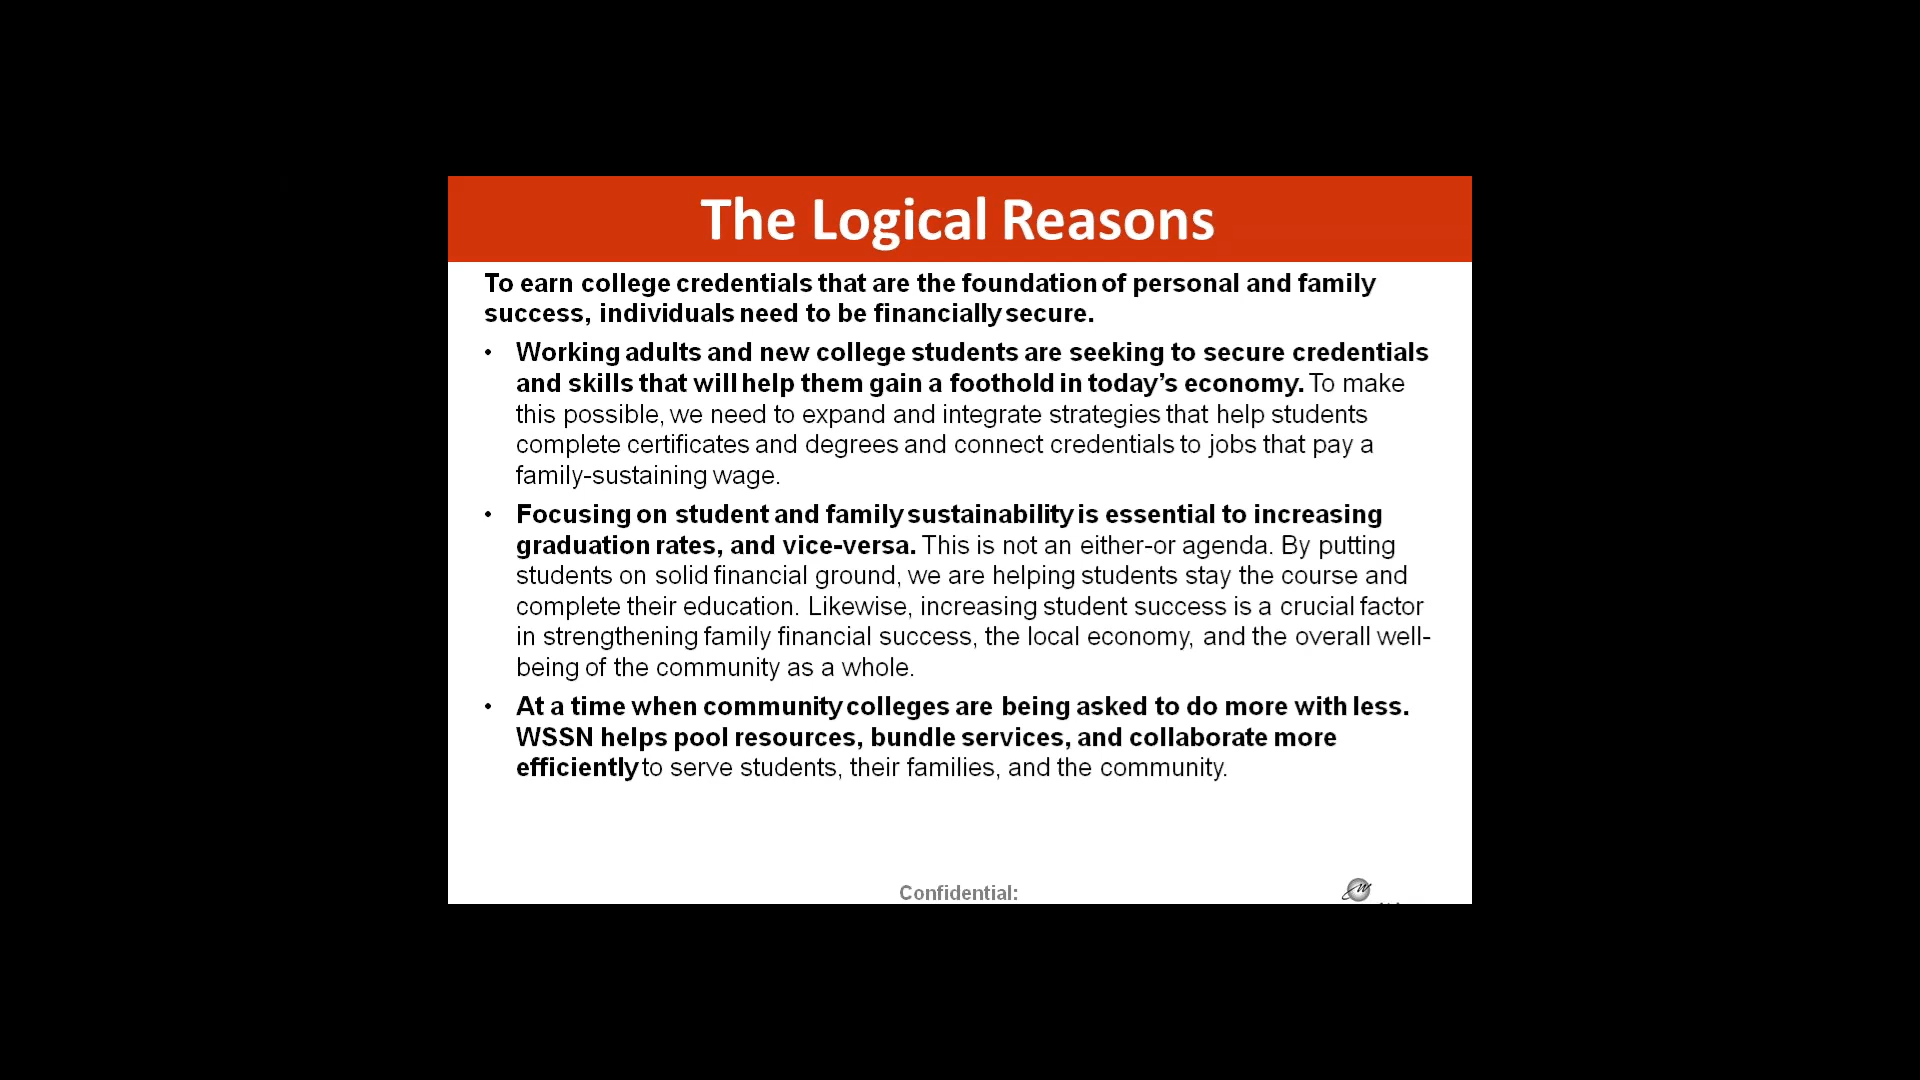 The Logical Reasons
To earn college credentials that are the foundation of personal and family
success, individuals need to be financially secure.
• Working adults and new college students are seeking to secure credentials
and skills that will help them gain a foothold in today’s economy. To make
this possible, we need to expand and integrate strategies that help students
complete certificates and degrees and connect credentials to jobs that pay a
family-sustaining wage.
• Focusing on student and family sustainability is essential to increasing
graduation rates, and vice-versa. This is not an either-or agenda. By putting
students on solid financial ground, we are helping students stay the course and
complete their education. Likewise, increasing student success is a crucial factor
in strengthening family financial success, the local economy, and the overall well-
being of the community as a whole.
• At a time when community colleges are being asked to do more with less.
WSSN helps pool resources, bundle services, and collaborate more
efficiently to serve students, their families, and the community.
Confidential: